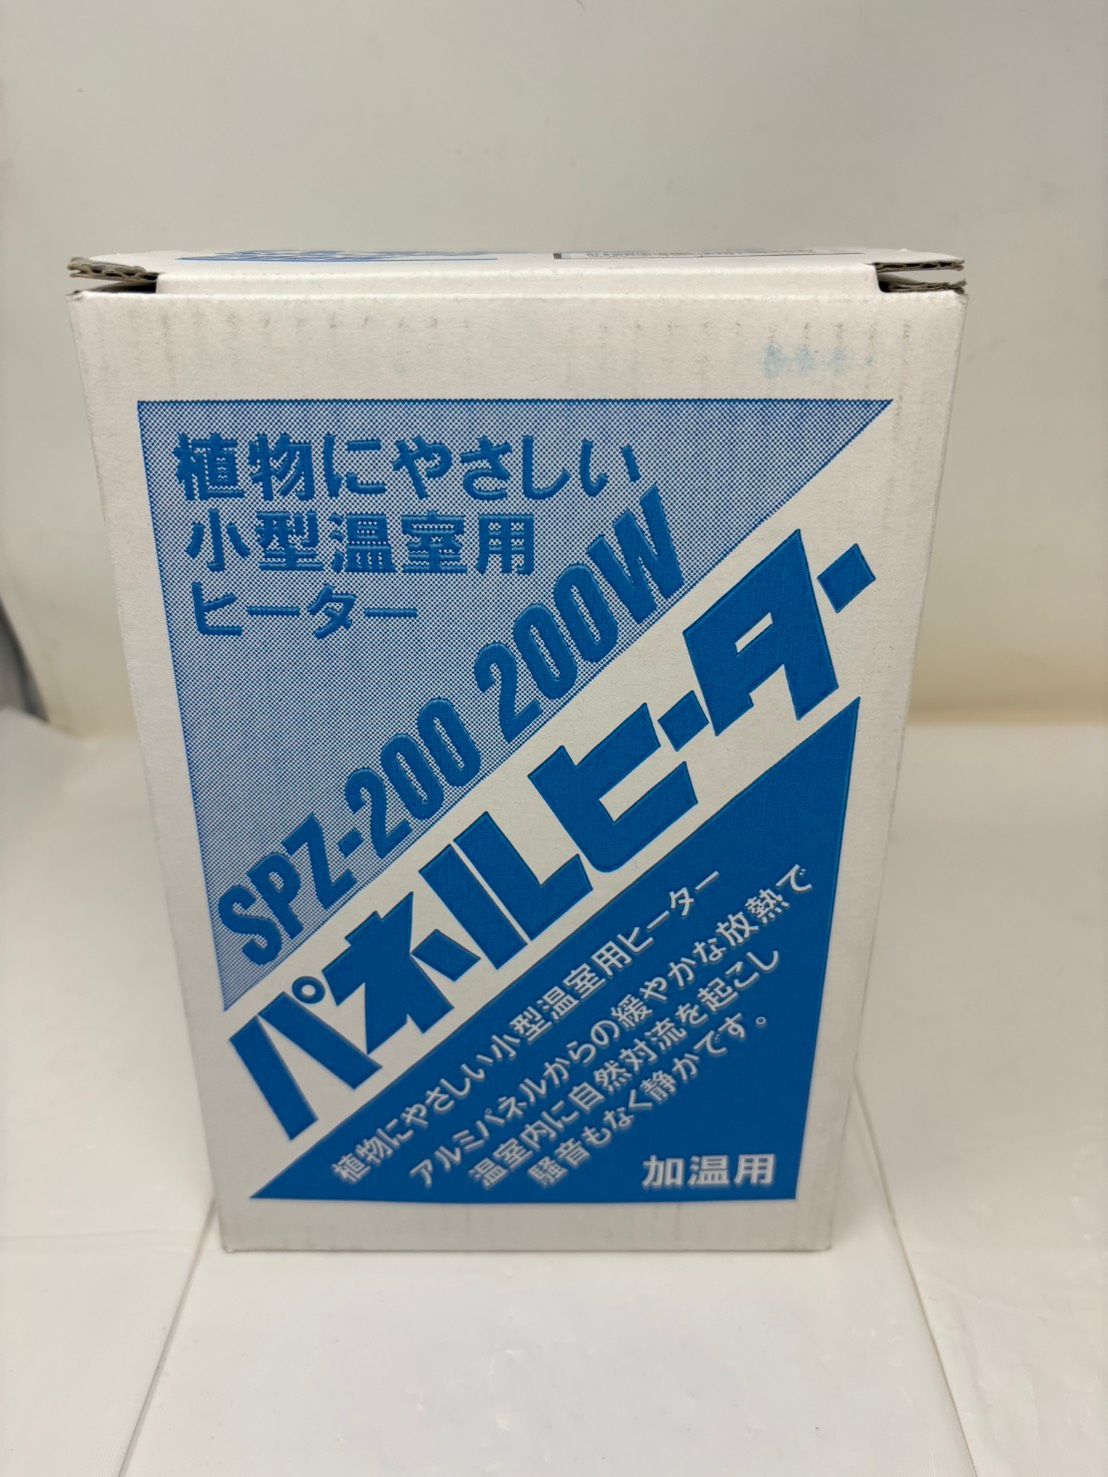 植物にやさしい
小型温室用
ヒーター
SPZ-200 200W
パネルヒーター
植物にやさしい小型温室用ヒーター
アルミパネルからの緩やかな放熱で
温室内に自然対流を起こし
騒音もなく静かです。
加温用